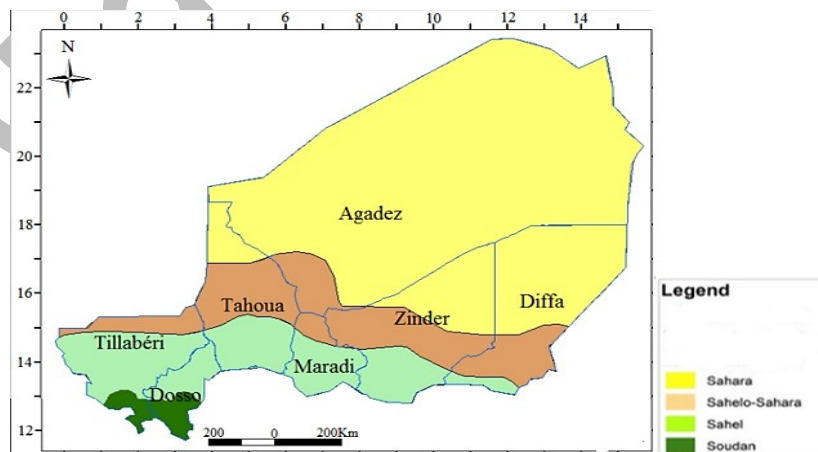 0 2 4 6 8 10 12 14
N
22
20
18
16
14
12
Agadez
Diffa
Tahoua
Zinder
Tillabéri
Maradi
Dosso
200 0 200Km
Legend
Sahara
Sahelo-Sahara
Sahel
Soudan